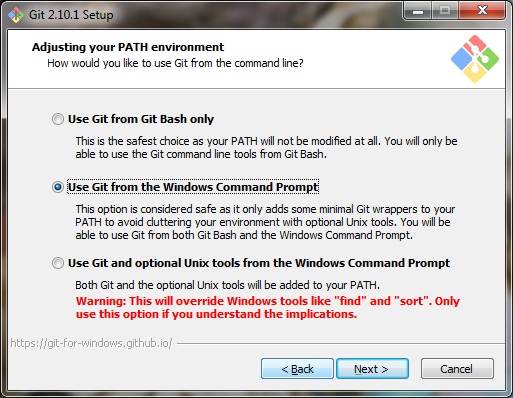 Git 2.10.1 Setup
Adjusting your PATH environment
How would you like to use Git from the command line?
Use Git from Git Bash only
This is the safest choice as your PATH will not be modified at all. You will only be
able to use the Git command line tools from Git Bash.
Use Git from the Windows Command Prompt
This option is considered safe as it only adds some minimal Git wrappers to your
PATH to avoid cluttering your environment with optional Unix tools. You will be
able to use Git from both Git Bash and the Windows Command Prompt.
Use Git and optional Unix tools from the Windows Command Prompt
Both Git and the optional Unix tools will be added to your PATH.
Warning: This will override Windows tools like "find" and "sort". Only
use this option if you understand the implications.
https://git-for-windows.github.io/
< Back Next > Cancel